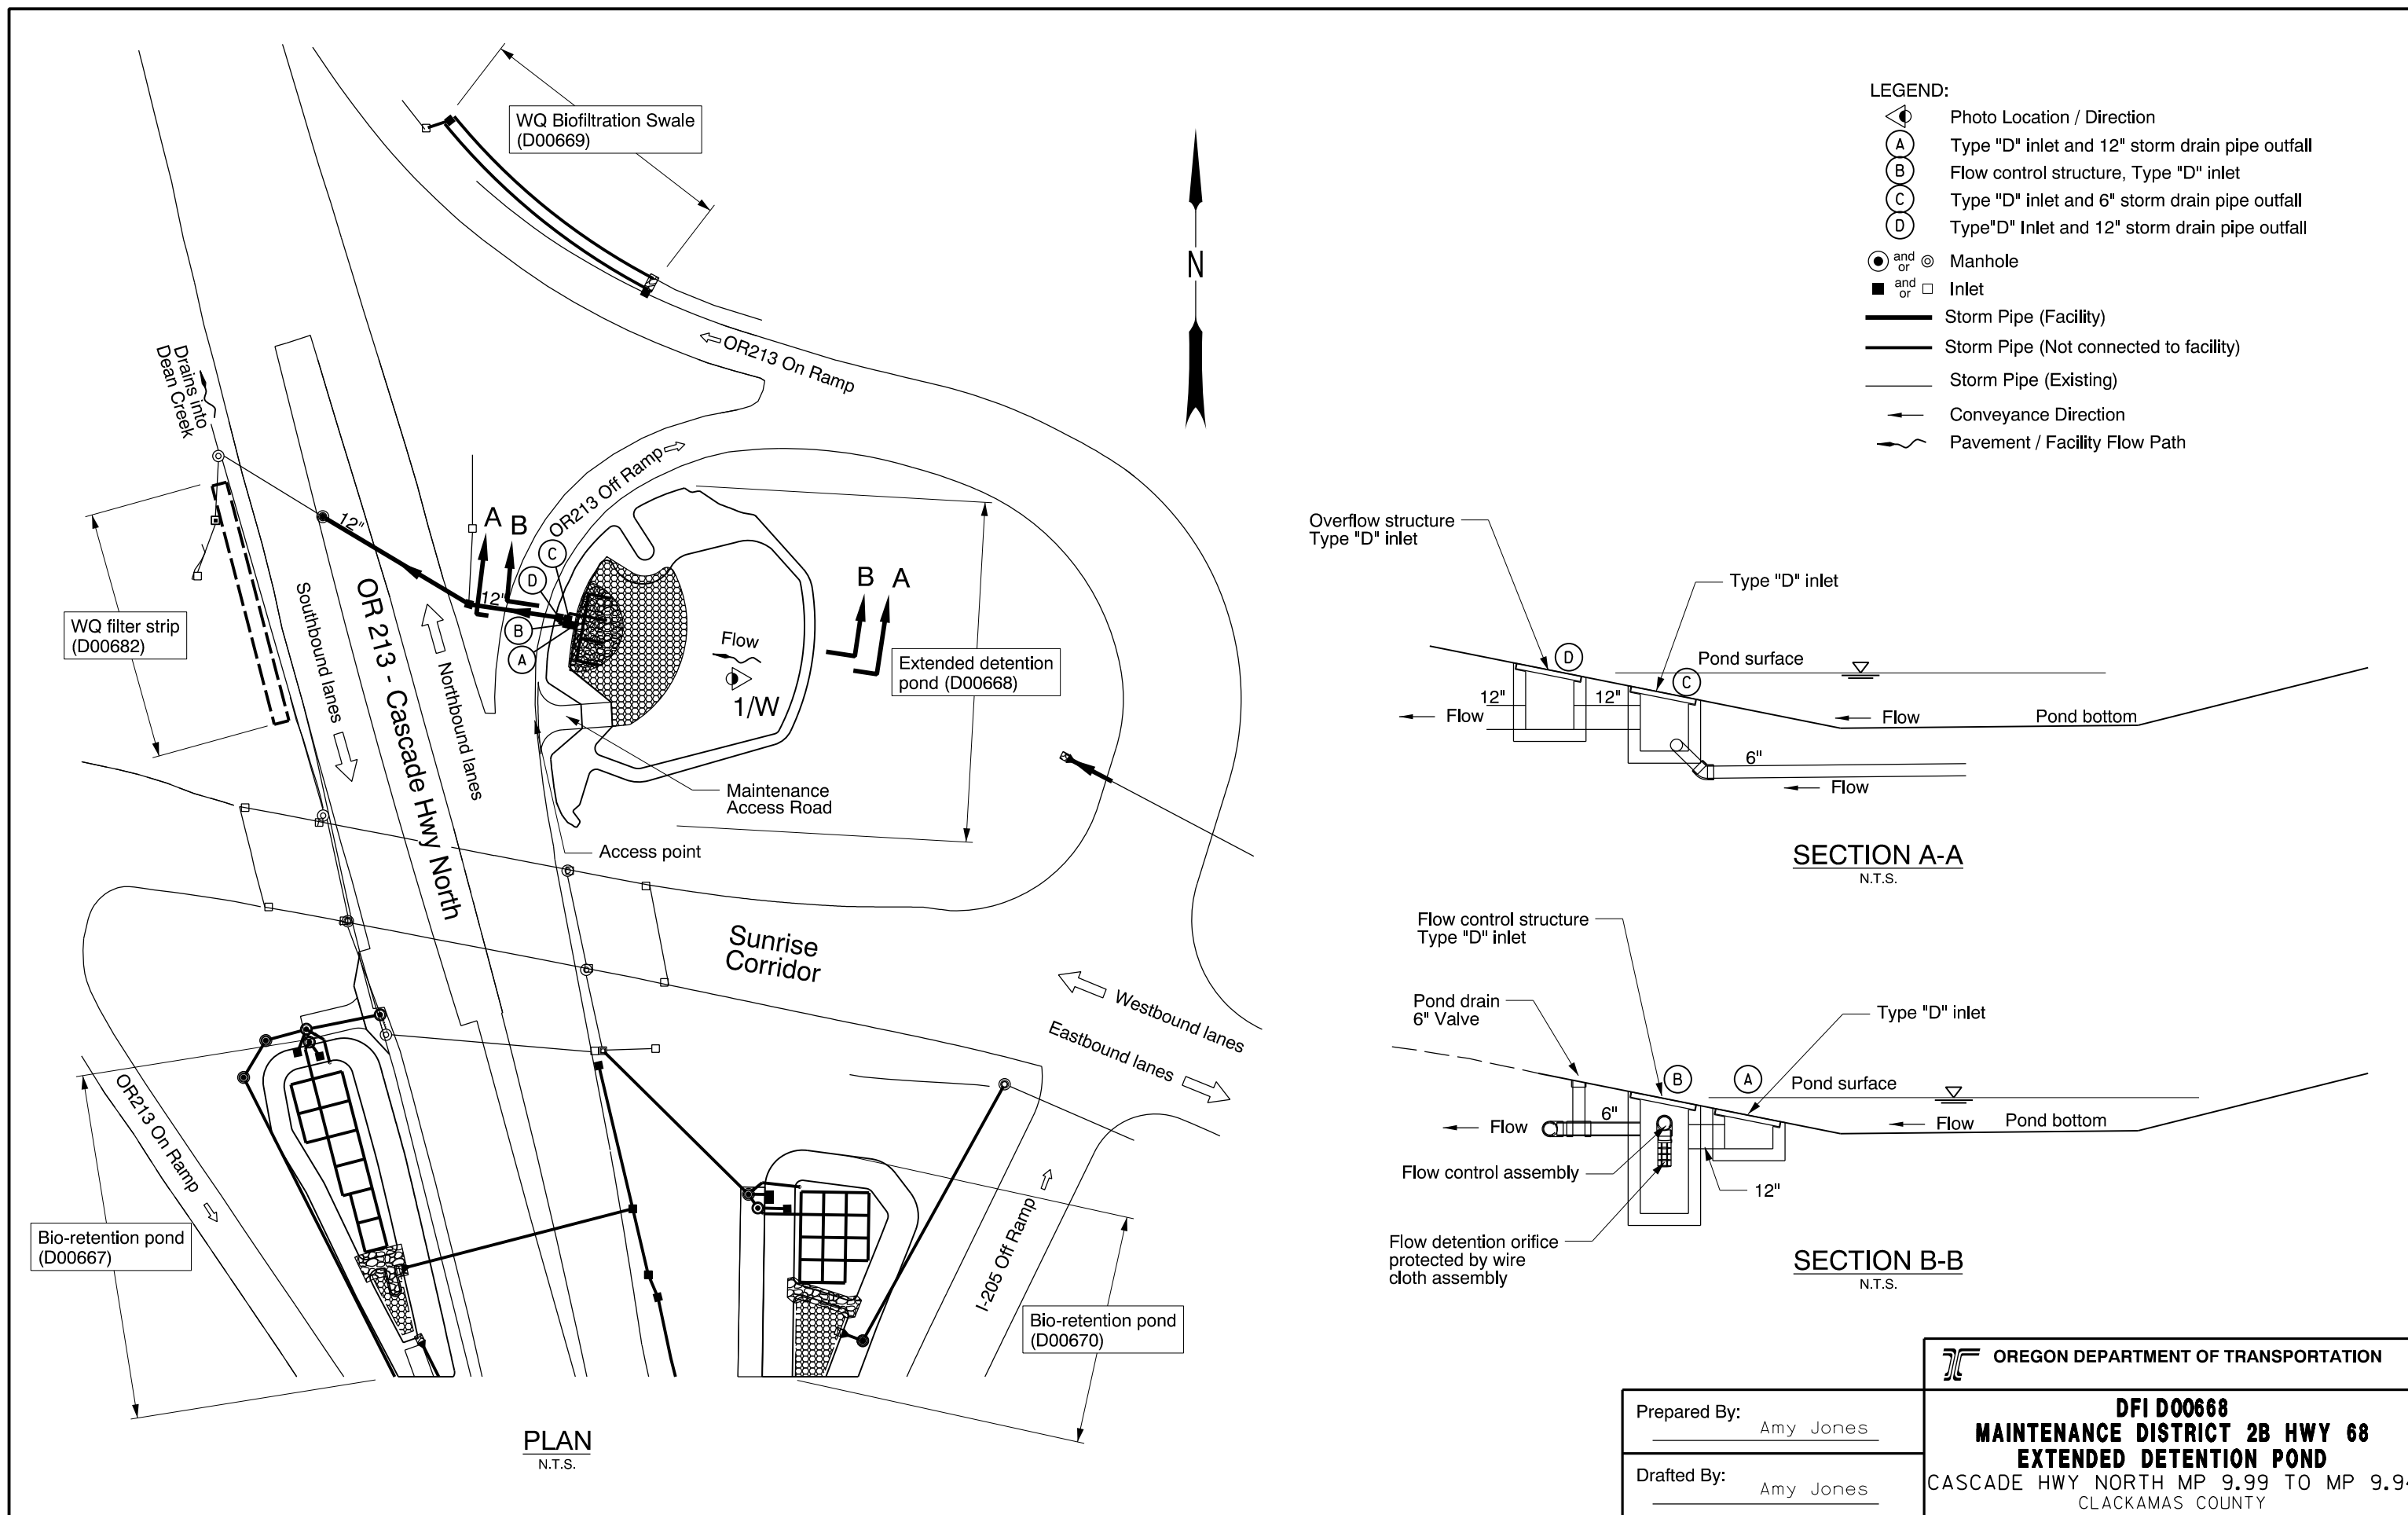 WQ Biofiltration Swale
(D00669)
N
OR213 On Ramp
Drains into
Dean Creek
12"
A
B
OR213 Off Ramp
C
D
12"
B
A
WQ filter strip
(D00682)
Southbound lanes
OR 213 - Cascade Hwy North
Northbound lanes
Flow
1/W
B
A
Extended detention
pond (D00668)
Maintenance
Access Road
Access point
Sunrise
Corridor
Westbound lanes
Eastbound lanes
OR213 On Ramp
Bio-retention pond
(D00667)
I-205 Off Ramp
Bio-retention pond
(D00670)
PLAN
N.T.S.
LEGEND:
Photo Location / Direction
A Type "D" inlet and 12" storm drain pipe outfall
B Flow control structure, Type "D" inlet
C Type "D" inlet and 6" storm drain pipe outfall
D Type"D" Inlet and 12" storm drain pipe outfall
and or Manhole
and or Inlet
Storm Pipe (Facility)
Storm Pipe (Not connected to facility)
Storm Pipe (Existing)
Conveyance Direction
Pavement / Facility Flow Path
Overflow structure
Type "D" inlet
Type "D" inlet
D
Pond surface
C
12"
12"
Flow
Flow
Pond bottom
6"
Flow
SECTION A-A
N.T.S.
Flow control structure
Type "D" inlet
Pond drain
6" Valve
Type "D" inlet
B
A
Pond surface
6"
Flow
Flow
Pond bottom
Flow control assembly
12"
Flow detention orifice
protected by wire
cloth assembly
SECTION B-B
N.T.S.
OREGON DEPARTMENT OF TRANSPORTATION
Prepared By: Amy Jones
Drafted By: Amy Jones
DFI D00668
MAINTENANCE DISTRICT 2B HWY 68
EXTENDED DETENTION POND
CASCADE HWY NORTH MP 9.99 TO MP 9.94
CLACKAMAS COUNTY